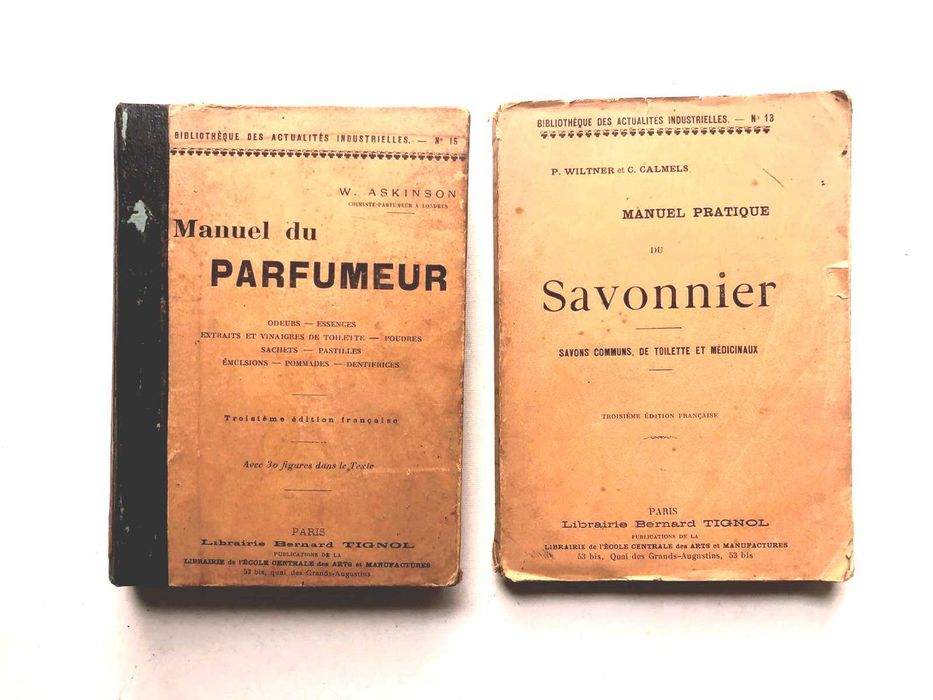 BIBLIOTHÈQUE DES ACTUALITÉS INDUSTRIELLES. — Nº 15
W. ASKINSON
CHIMISTE-PARFUMEUR A LONDRES
Manuel du
PARFUMEUR
ODEURS — ESSENCES
EXTRAITS ET VINAIGRES DE TOILETTE — POUDRES
SACHETS — PASTILLES
ÉMULSIONS — POMMADES — DENTIFRICES
Troisième édition française
Avec 30 figures dans le Texte
PARIS
Librairie Bernard TIGNOL
PUBLICATIONS DE LA
LIBRAIRIE de l'ÉCOLE CENTRALE des ARTS et MANUFACTURES
53 bis, quai des Grands-Augustins
BIBLIOTHÈQUE DES ACTUALITÉS INDUSTRIELLES. — Nº 13
P. WILTNER et C. CALMELS
MANUEL PRATIQUE
DU
Savonnier
SAVONS COMMUNS, DE TOILETTE ET MÉDICINAUX
TROISIÈME ÉDITION FRANÇAISE
PARIS
Librairie Bernard TIGNOL
PUBLICATIONS DE LA
LIBRAIRIE de l'ÉCOLE CENTRALE des ARTS et MANUFACTURES
53 bis, Quai des Grands-Augustins, 53 bis